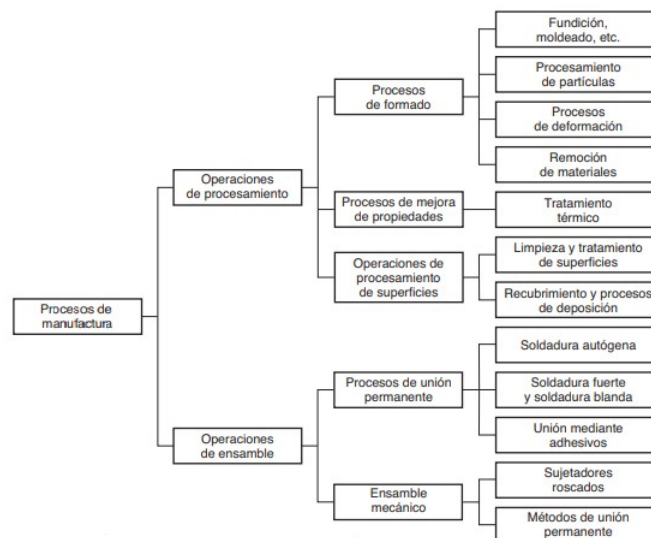 Procesos de
manufactura
Operaciones
de procesamiento
Procesos
de formado
Fundición,
moldeado, etc.
Procesamiento
de partículas
Procesos
de deformación
Remoción
de materiales
Procesos de mejora
de propiedades
Tratamiento
térmico
Operaciones de
procesamiento
de superficies
Limpieza y tratamiento
de superficies
Recubrimiento y procesos
de deposición
Operaciones
de ensamble
Procesos de unión
permanente
Soldadura autógena
Soldadura fuerte
y soldadura blanda
Unión mediante
adhesivos
Ensamble
mecánico
Sujetadores
roscados
Métodos de unión
permanente